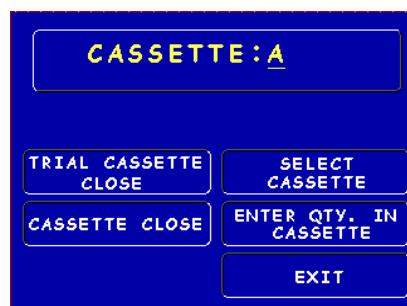 CASSETTE:A
TRIAL CASSETTE
CLOSE
SELECT
CASSETTE
CASSETTE CLOSE
ENTER QTY. IN
CASSETTE
EXIT